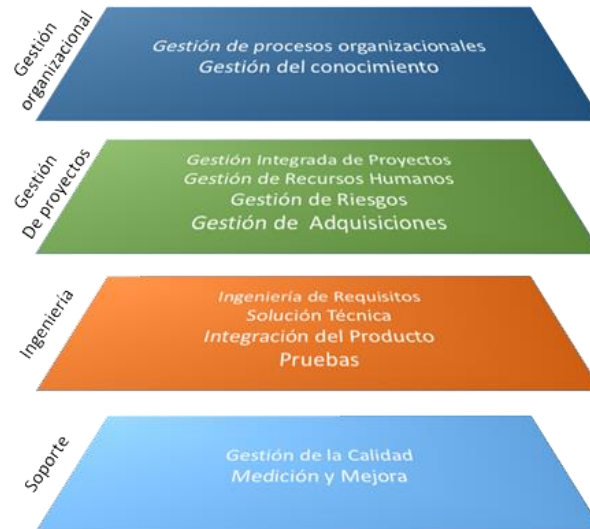 Gestión
organizacional
Gestión de procesos organizacionales
Gestión del conocimiento
Gestión
De proyectos
Gestión Integrada de Proyectos
Gestión de Recursos Humanos
Gestión de Riesgos
Gestión de Adquisiciones
Ingeniería
Ingeniería de Requisitos
Solución Técnica
Integración del Producto
Pruebas
Soporte
Gestión de la Calidad
Medición y Mejora